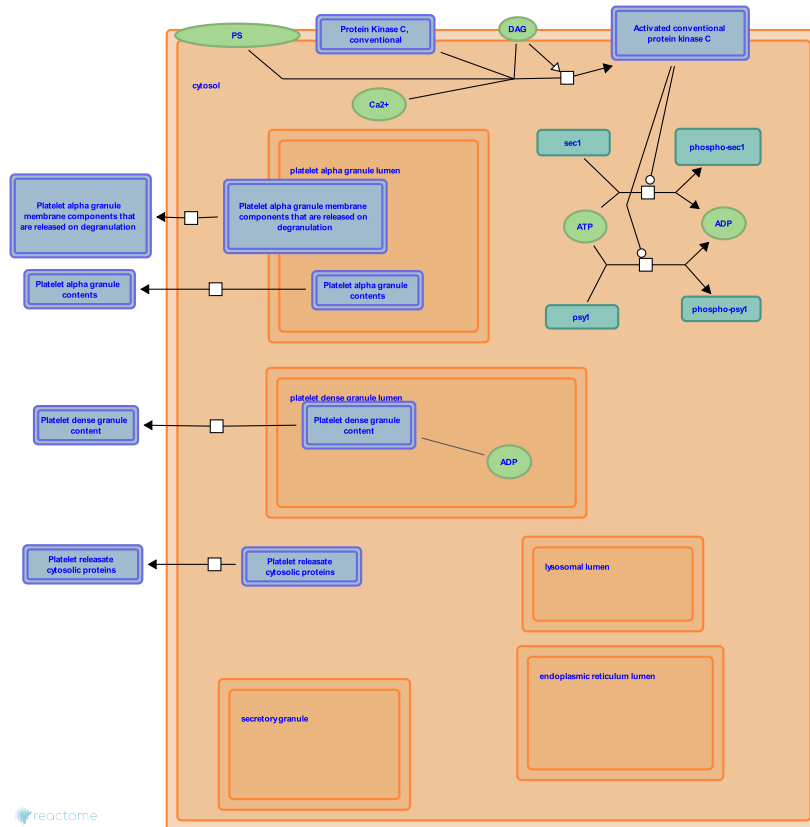 PS
Protein Kinase C,
conventional
DAG
Activated conventional
protein kinase C
cytosol
Ca2+
sec1
phospho-sec1
platelet alpha granule lumen
Platelet alpha granule
membrane components that
are released on degranulation
Platelet alpha granule membrane
components that are released on
degranulation
ATP
ADP
Platelet alpha granule
contents
Platelet alpha granule
contents
psy1
phospho-psy1
platelet dense granule lumen
Platelet dense granule
content
Platelet dense granule
content
ADP
Platelet releasate
cytosolic proteins
Platelet releasate
cytosolic proteins
lysosomal lumen
endoplasmic reticulum lumen
secretory granule
reactome